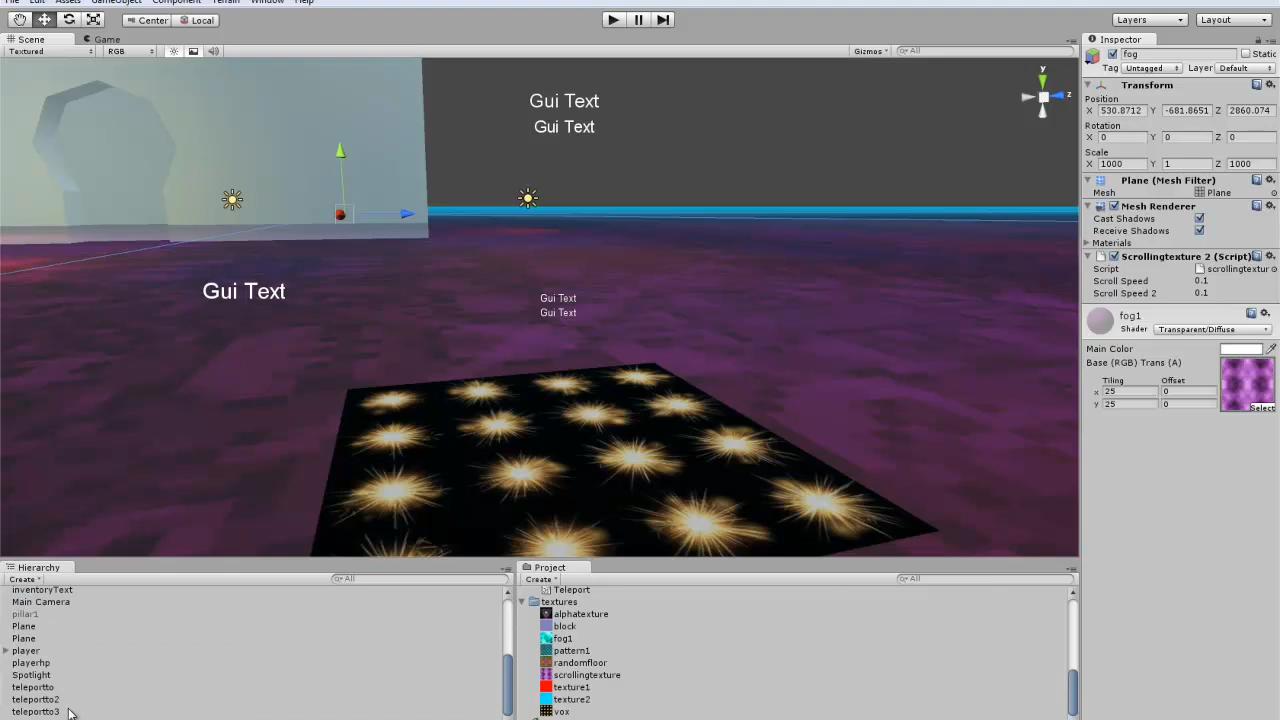 Edit Assets GameObject Component Terrain Window Help
Center Local Layers Layout
Scene Game Inspector
Textured RGB Gizmos All
fog Static
Tag Untagged Layer Default
Transform
Position
X 530.8712 Y -681.8651 Z 2860.074
Rotation
X 0 Y 0 Z 0
Scale
X 1000 Y 1 Z 1000
Plane (Mesh Filter)
Mesh Plane
Mesh Renderer
Cast Shadows
Receive Shadows
Materials
Scrollingtexture 2 (Script)
Script scrollingtextur
Scroll Speed 0.1
Scroll Speed 2 0.1
fog1
Shader Transparent/Diffuse
Main Color
Base (RGB) Trans (A)
Tiling Offset
x 25 0
y 25 0
Select
y
z
Gui Text
Gui Text
Gui Text
Gui Text
Gui Text
Hierarchy
Create All
inventoryText
Main Camera
pillar1
Plane
Plane
player
playerhp
Spotlight
teleportto
teleportto2
teleportto3
Project
Create All
Teleport
textures
alphatexture
block
fog1
pattern1
randomfloor
scrollingtexture
texture1
texture2
vox